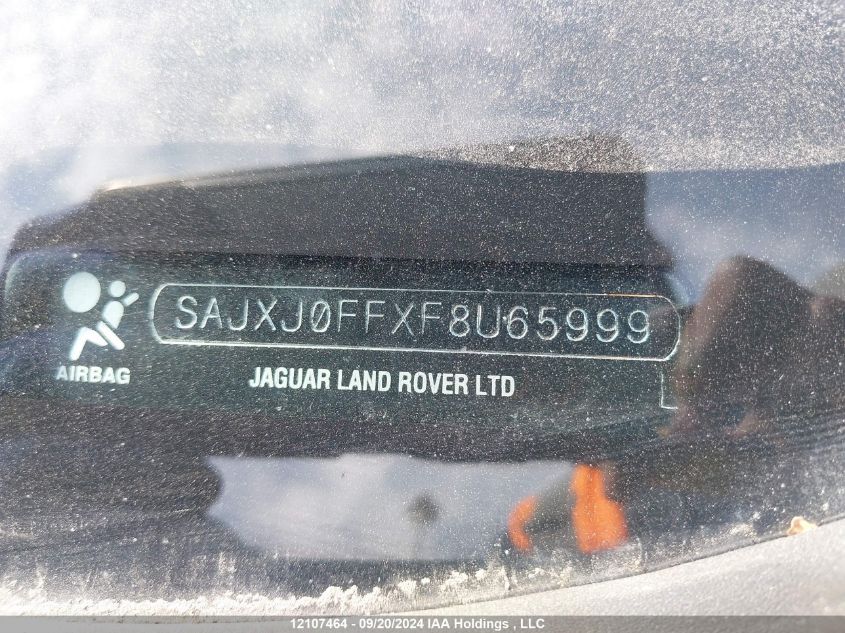 SAJXJ0FFXF8U65999
AIRBAG
JAGUAR LAND ROVER LTD
12107464 - 09/20/2024 IAA Holdings , LLC